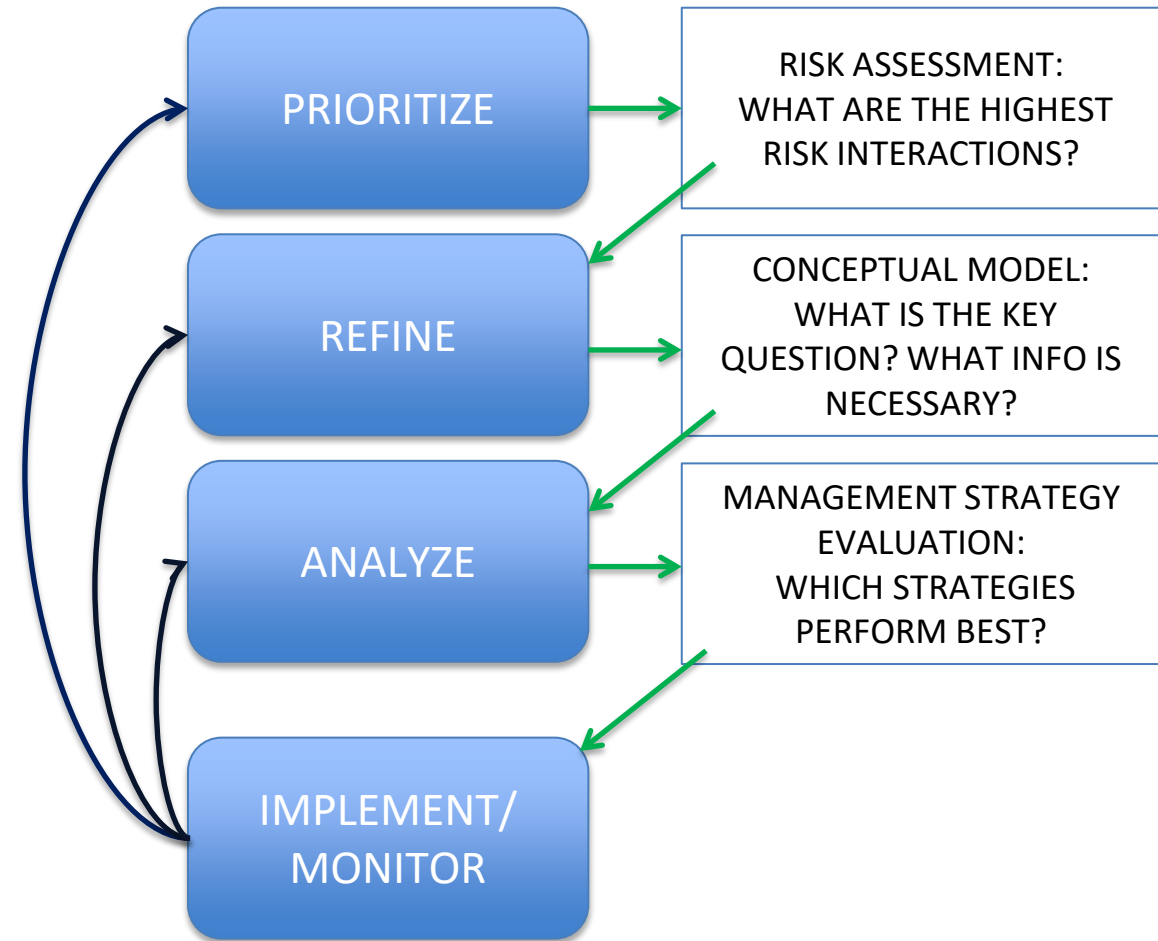 PRIORITIZE
RISK ASSESSMENT:
WHAT ARE THE HIGHEST
RISK INTERACTIONS?
REFINE
CONCEPTUAL MODEL:
WHAT IS THE KEY
QUESTION? WHAT INFO IS
NECESSARY?
ANALYZE
MANAGEMENT STRATEGY
EVALUATION:
WHICH STRATEGIES
PERFORM BEST?
IMPLEMENT/
MONITOR